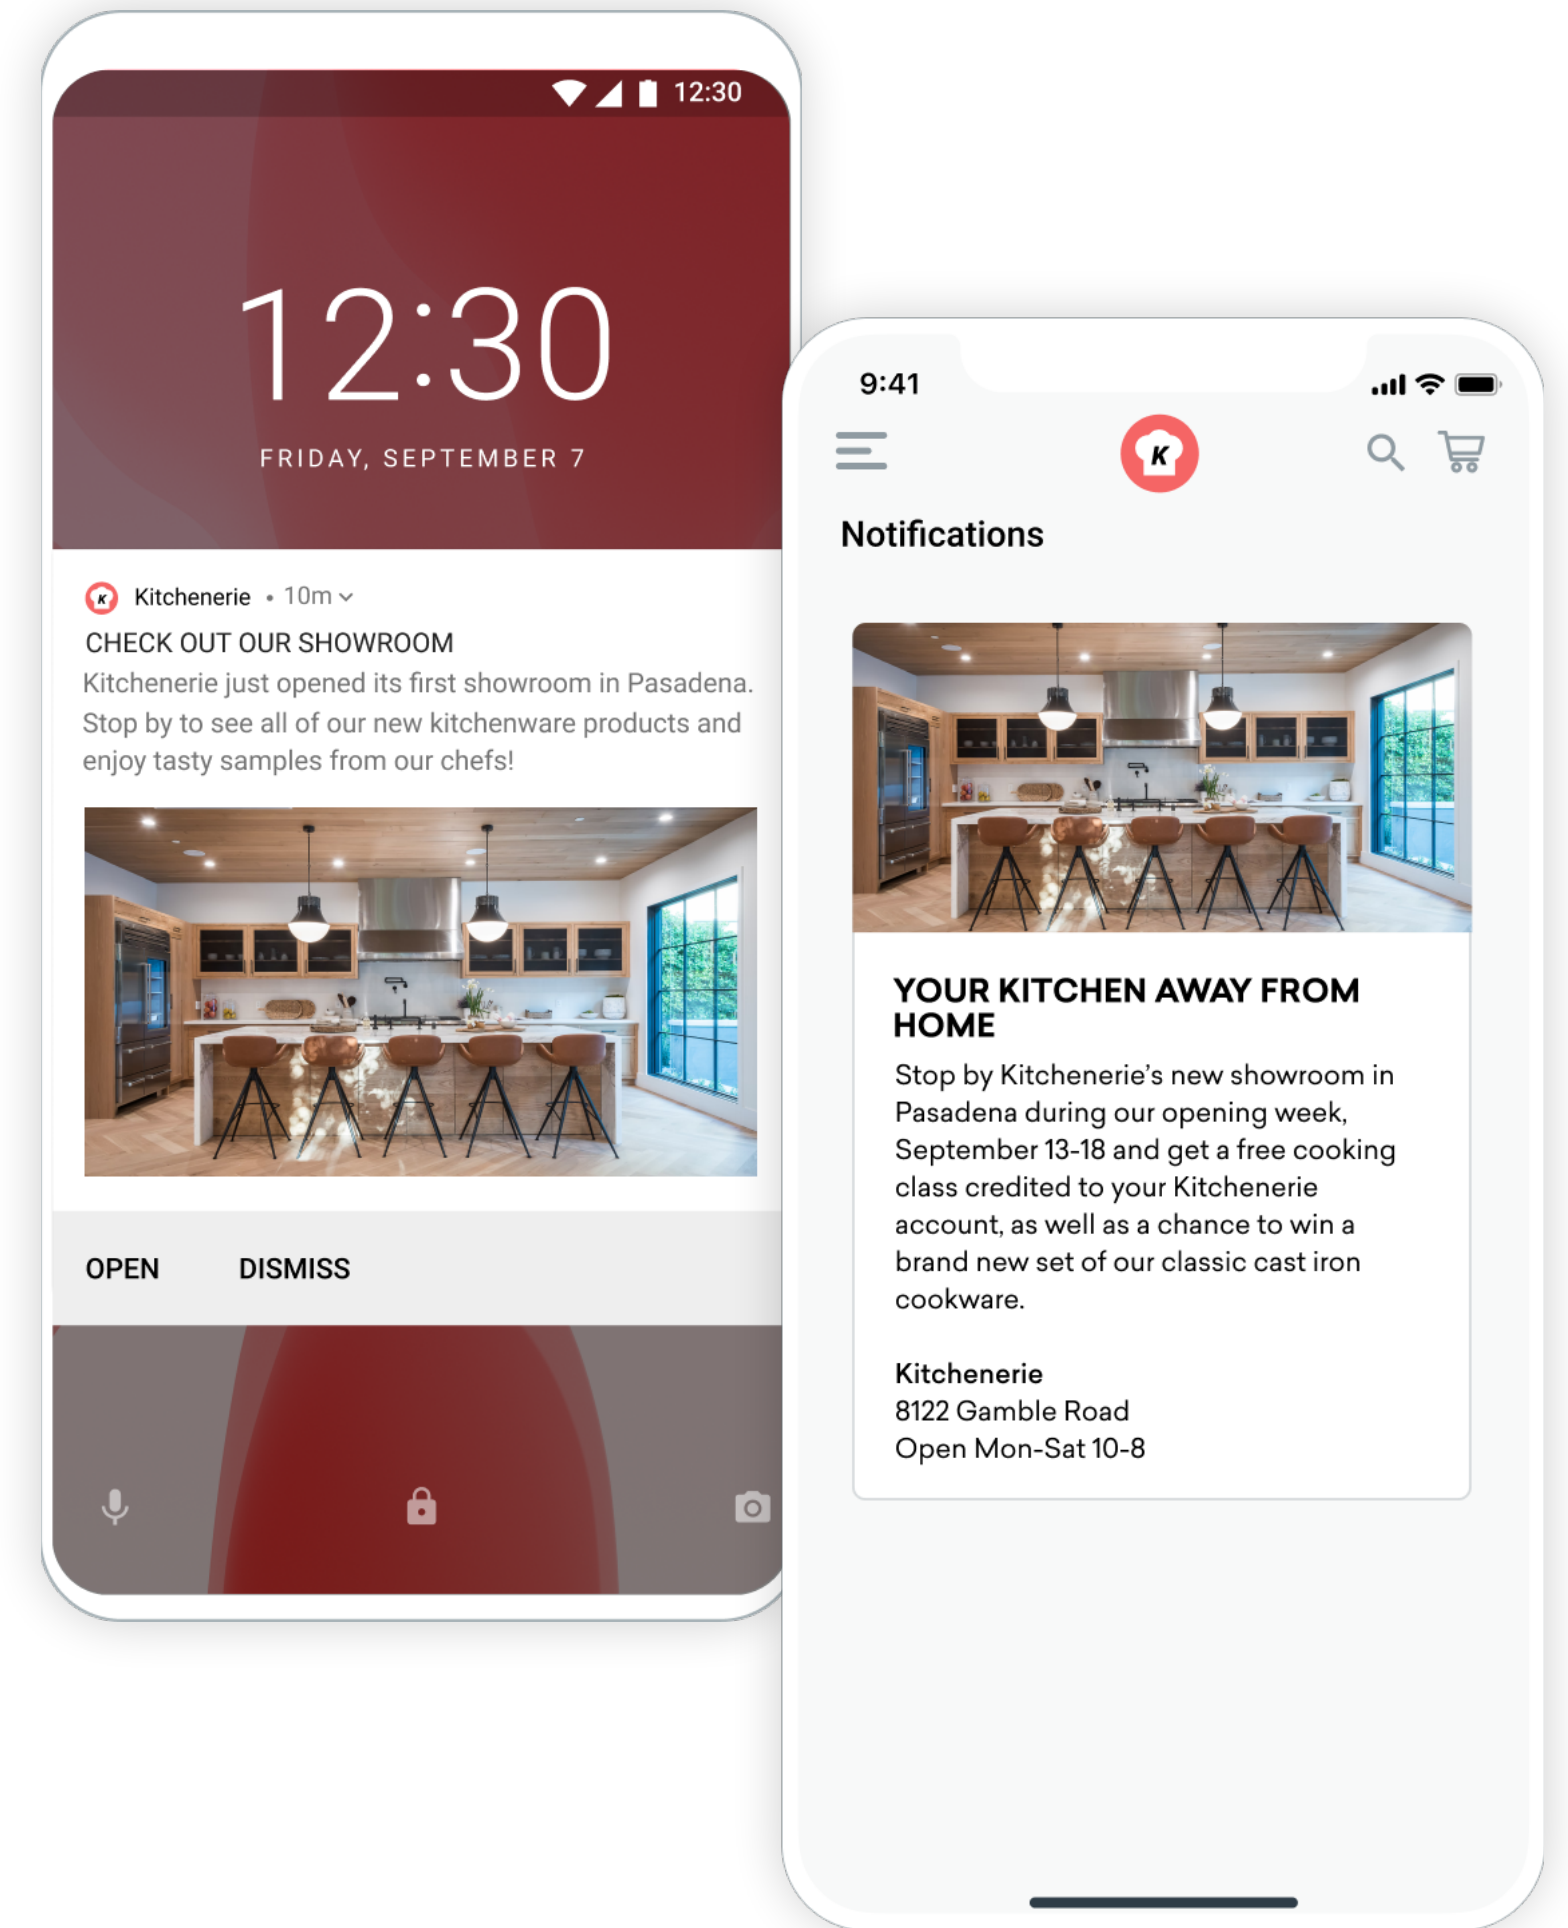 12:30
12:30
FRIDAY, SEPTEMBER 7
K Kitchenerie • 10m
CHECK OUT OUR SHOWROOM
Kitchenerie just opened its first showroom in Pasadena.
Stop by to see all of our new kitchenware products and
enjoy tasty samples from our chefs!
OPEN DISMISS
9:41
K
Notifications
YOUR KITCHEN AWAY FROM
HOME
Stop by Kitchenerie’s new showroom in
Pasadena during our opening week,
September 13-18 and get a free cooking
class credited to your Kitchenerie
account, as well as a chance to win a
brand new set of our classic cast iron
cookware.
Kitchenerie
8122 Gamble Road
Open Mon-Sat 10-8